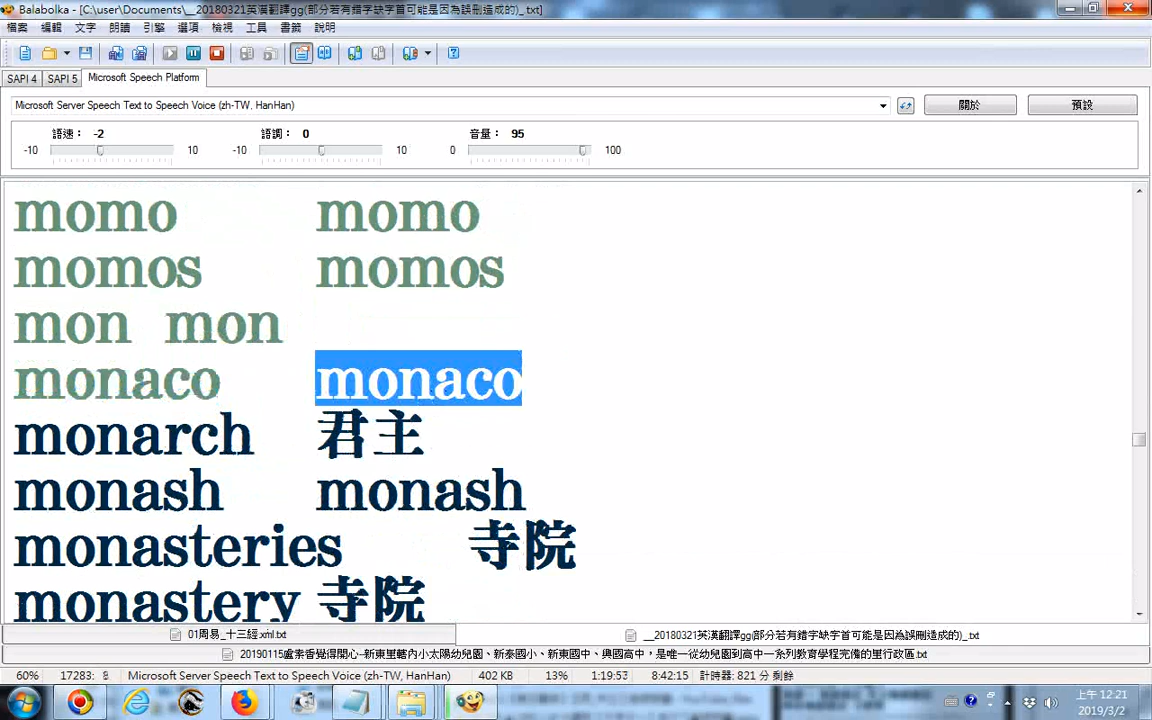 Balabolka - [C:\user\Documents\__20180321英漢翻譯gg(部分若有錯字缺字首可能是因為誤刪造成的)_.txt]
檔案 編輯 文字 朗讀 引擎 選項 檢視 工具 書籤 說明
SAPI 4 SAPI 5 Microsoft Speech Platform
Microsoft Server Speech Text to Speech Voice (zh-TW, HanHan) 關於 預設
語速： -2 語調： 0 音量： 95
-10 10 -10 10 0 100
momo momo
momos momos
mon mon
monaco monaco
monarch 君主
monash monash
monasteries 寺院
monastery 寺院
01周易_十三經.xml.txt __20180321英漢翻譯gg(部分若有錯字缺字首可能是因為誤刪造成的)_.txt
20190115盧素香覺得開心-新東里轄內小太陽幼兒園、新泰國小、新東國中、興國高中，是唯一從幼兒園到高中一系列教育學程完備的里行政區.txt
60% 17283: 8 Microsoft Server Speech Text to Speech Voice (zh-TW, HanHan) 402 KB 13% 1:19:53 8:42:15 計時器: 821 分 剩餘
上午 12:21
2019/3/2